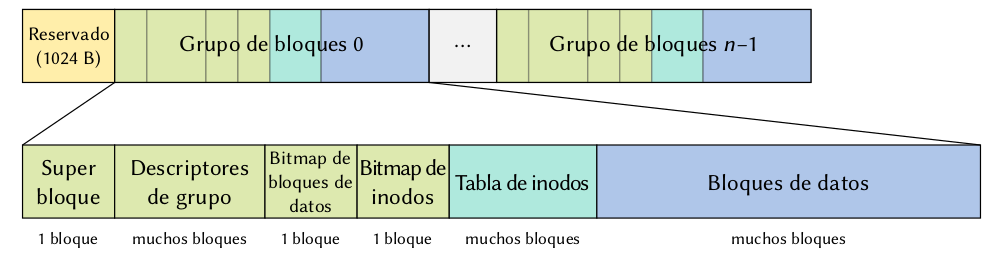 Reservado
(1024 B)
Grupo de bloques 0
...
Grupo de bloques n–1
Super
bloque
Descriptores
de grupo
Bitmap de
bloques de
datos
Bitmap de
inodos
Tabla de inodos
Bloques de datos
1 bloque
muchos bloques
1 bloque
1 bloque
muchos bloques
muchos bloques